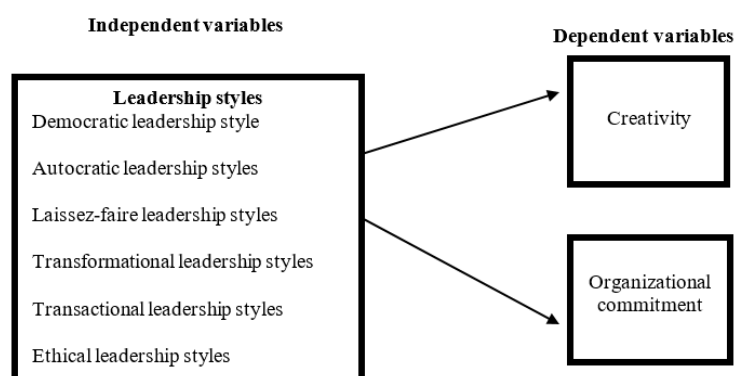 Independent variables
Dependent variables
Leadership styles
Democratic leadership style
Autocratic leadership styles
Laissez-faire leadership styles
Transformational leadership styles
Transactional leadership styles
Ethical leadership styles
Creativity
Organizational
commitment